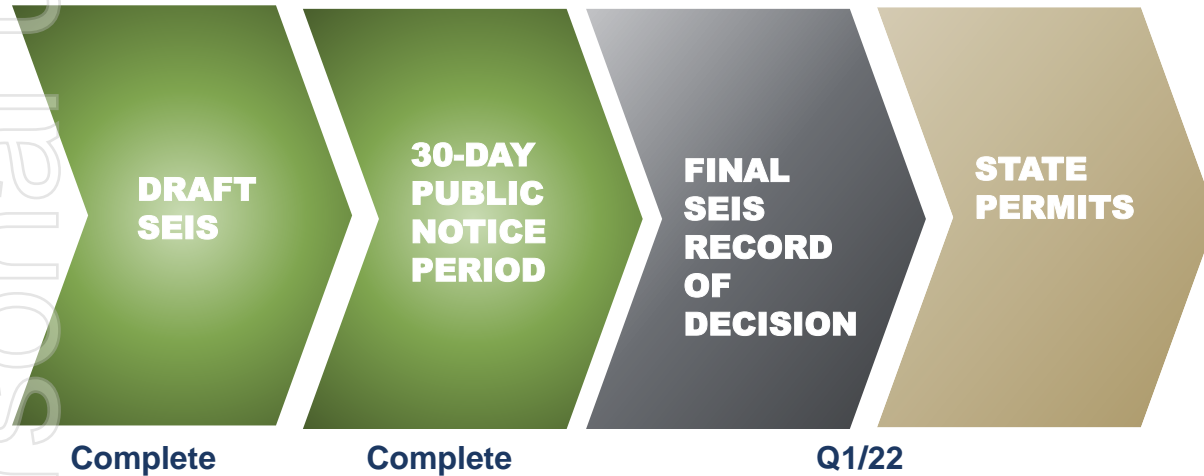 DRAFT
SEIS
30-DAY
PUBLIC
NOTICE
PERIOD
FINAL
SEIS
RECORD
OF
DECISION
STATE
PERMITS
Complete
Complete
Q1/22